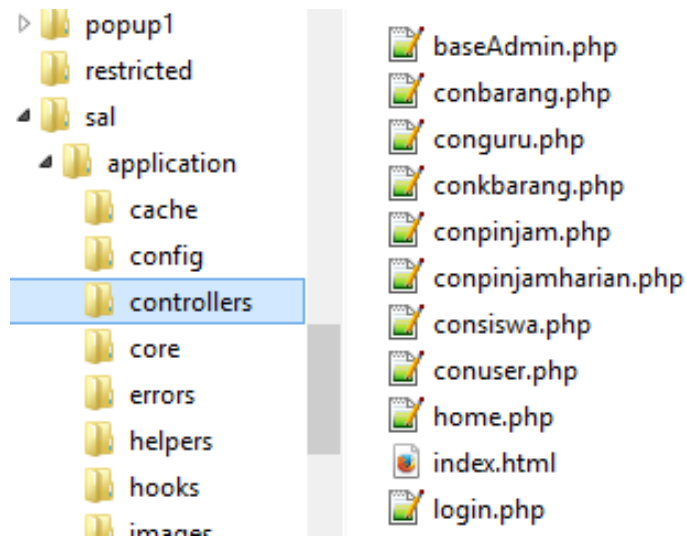 popup1
restricted
sal
application
cache
config
controllers
core
errors
helpers
hooks
images
baseAdmin.php
conbarang.php
conguru.php
conkbarang.php
conpinjam.php
conpinjamharian.php
consiswa.php
conuser.php
home.php
index.html
login.php